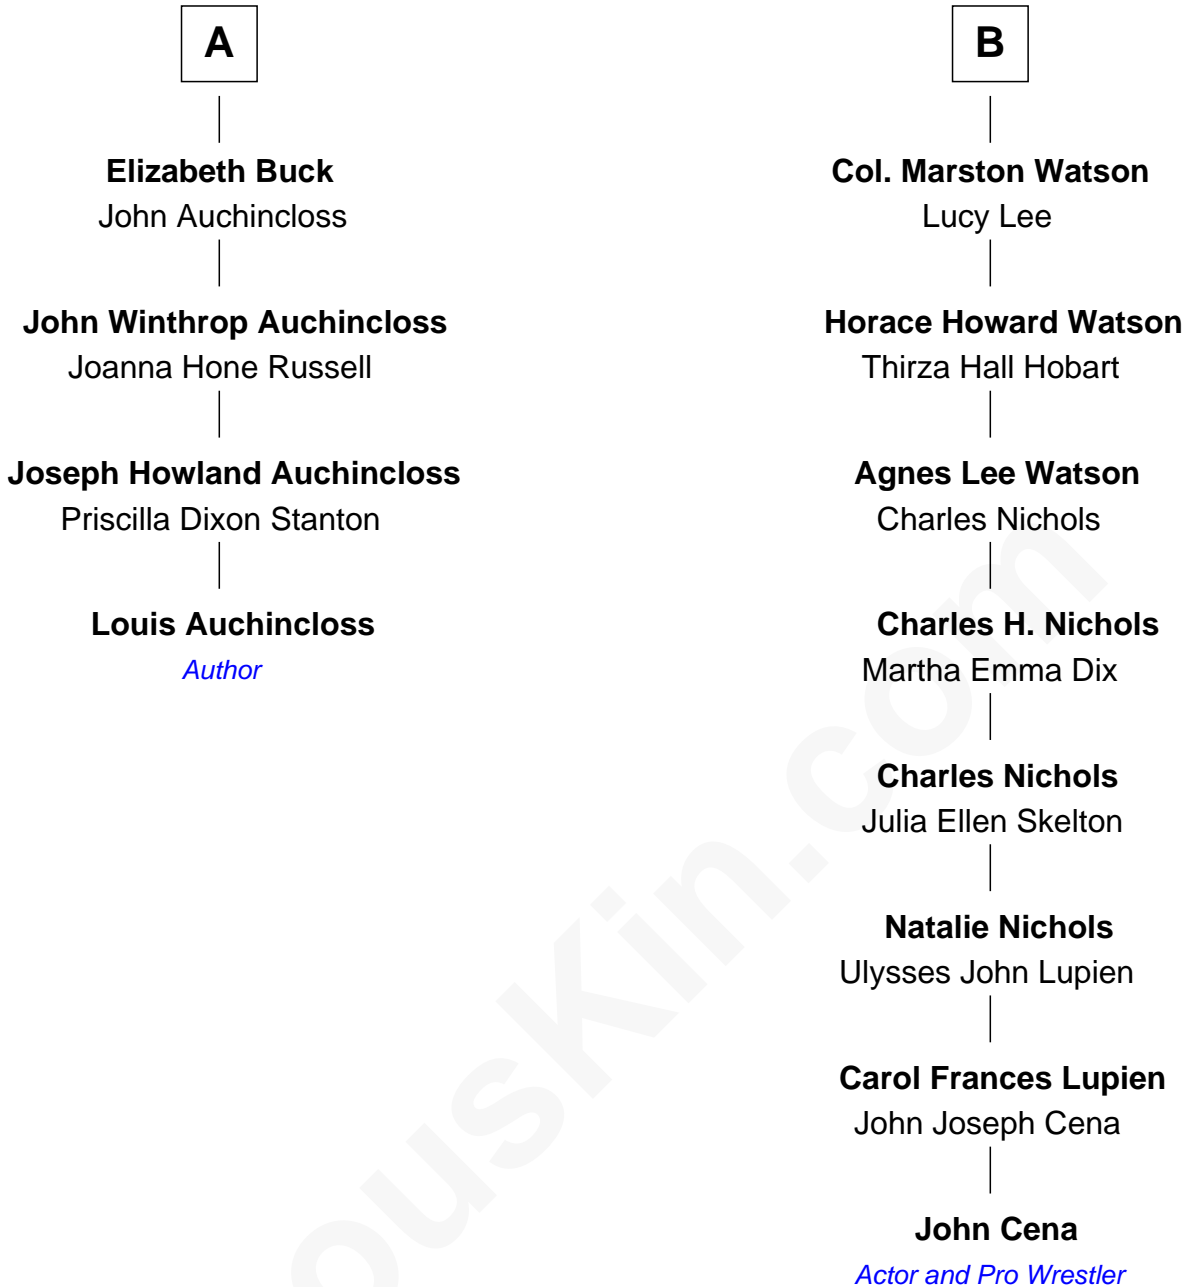 A
Elizabeth Buck
John Auchincloss
John Winthrop Auchincloss
Joanna Hone Russell
Joseph Howland Auchincloss
Priscilla Dixon Stanton
Louis Auchincloss
Author
B
Col. Marston Watson
Lucy Lee
Horace Howard Watson
Thirza Hall Hobart
Agnes Lee Watson
Charles Nichols
Charles H. Nichols
Martha Emma Dix
Charles Nichols
Julia Ellen Skelton
Natalie Nichols
Ulysses John Lupien
Carol Frances Lupien
John Joseph Cena
John Cena
Actor and Pro Wrestler
ousKin.com